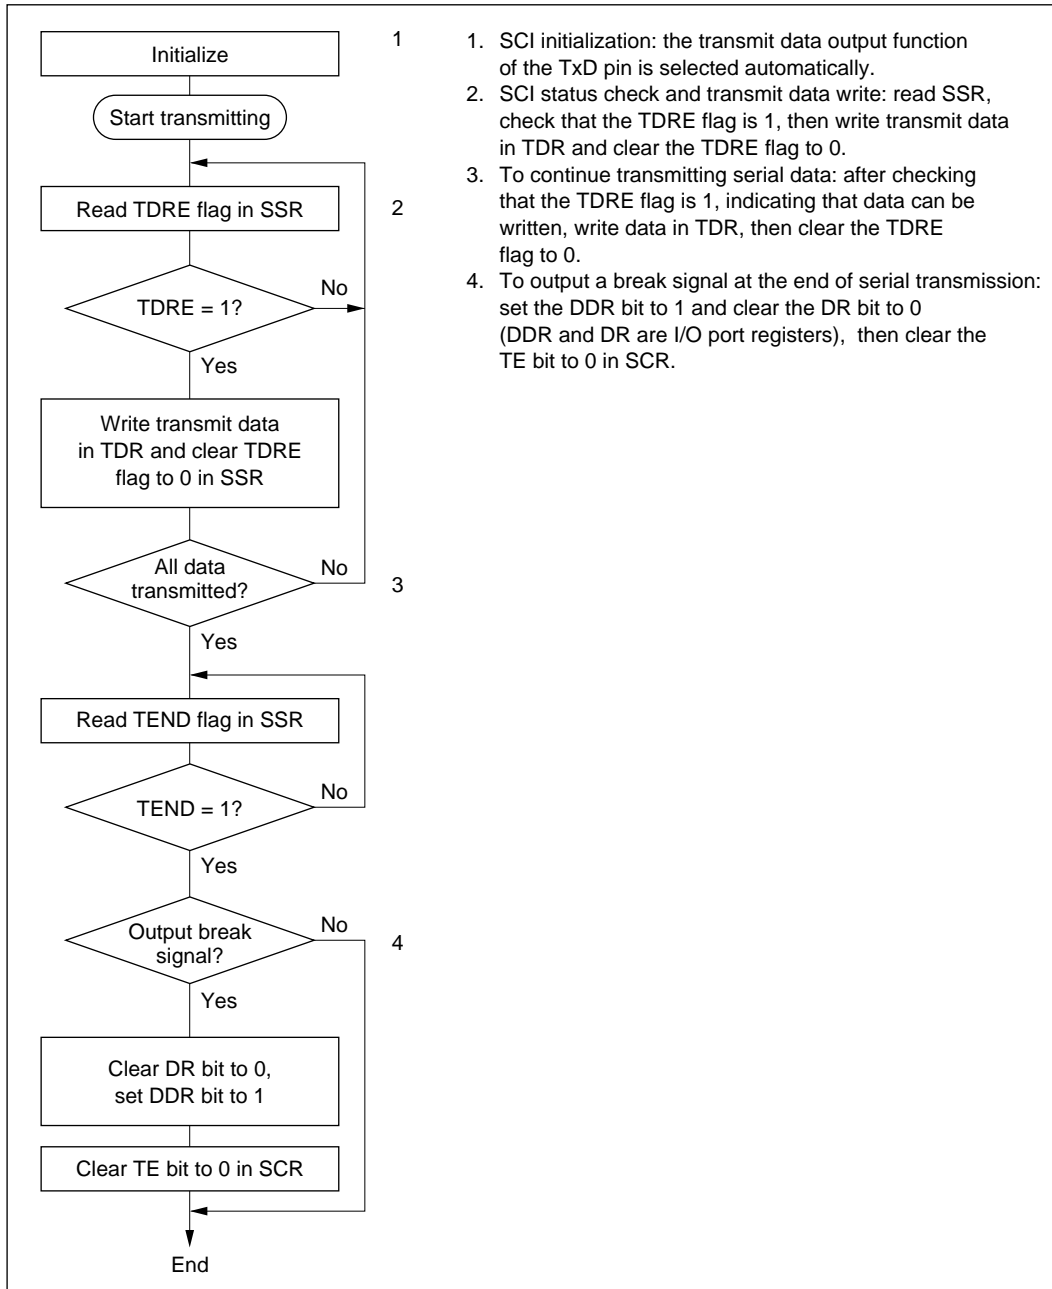 Initialize
1
Start transmitting
Read TDRE flag in SSR
2
TDRE = 1?
No
Yes
Write transmit data
in TDR and clear TDRE
flag to 0 in SSR
All data
transmitted?
No
3
Yes
Read TEND flag in SSR
TEND = 1?
No
Yes
Output break
signal?
No
4
Yes
Clear DR bit to 0,
set DDR bit to 1
Clear TE bit to 0 in SCR
End
1. SCI initialization: the transmit data output function
of the TxD pin is selected automatically.
2. SCI status check and transmit data write: read SSR,
check that the TDRE flag is 1, then write transmit data
in TDR and clear the TDRE flag to 0.
3. To continue transmitting serial data: after checking
that the TDRE flag is 1, indicating that data can be
written, write data in TDR, then clear the TDRE
flag to 0.
4. To output a break signal at the end of serial transmission:
set the DDR bit to 1 and clear the DR bit to 0
(DDR and DR are I/O port registers), then clear the
TE bit to 0 in SCR.